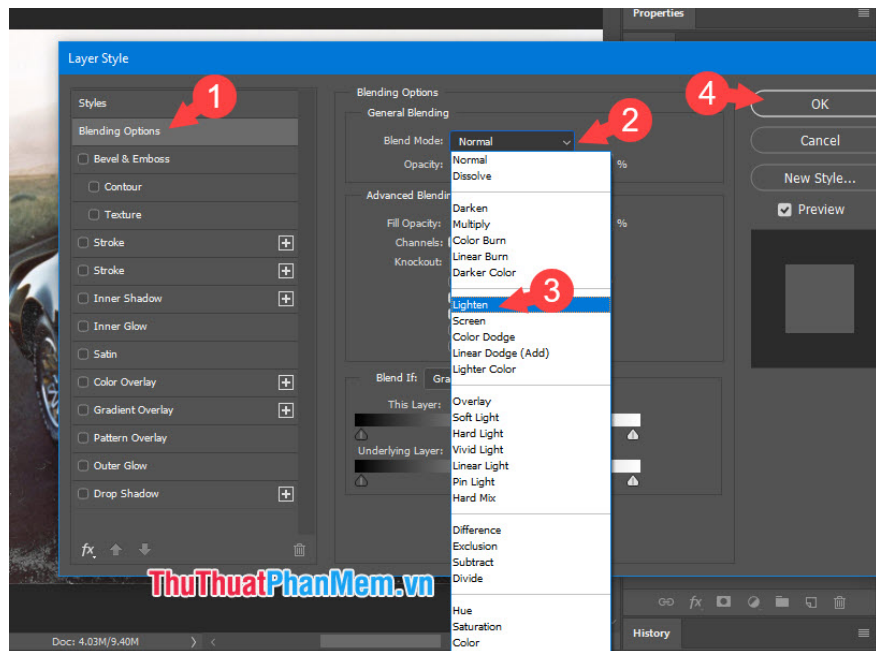 Properties
Layer Style
1
Styles
Blending Options
Bevel & Emboss
Contour
Texture
Stroke
Stroke
Inner Shadow
Inner Glow
Satin
Color Overlay
Gradient Overlay
Pattern Overlay
Outer Glow
Drop Shadow
fx
Blending Options
General Blending
2
Blend Mode: Normal
Opacity: %
Advanced Blendin
Fill Opacity: %
Channels:
Knockout:
Blend If: Gra
This Layer:
Underlying Layer:
Normal
Dissolve
Darken
Multiply
Color Burn
Linear Burn
Darker Color
3
Lighten
Screen
Color Dodge
Linear Dodge (Add)
Lighter Color
Overlay
Soft Light
Hard Light
Vivid Light
Linear Light
Pin Light
Hard Mix
Difference
Exclusion
Subtract
Divide
Hue
Saturation
Color
4
OK
Cancel
New Style...
Preview
ThuThuatPhanMem.vn
fx
Doc: 4.03M/9.40M
History